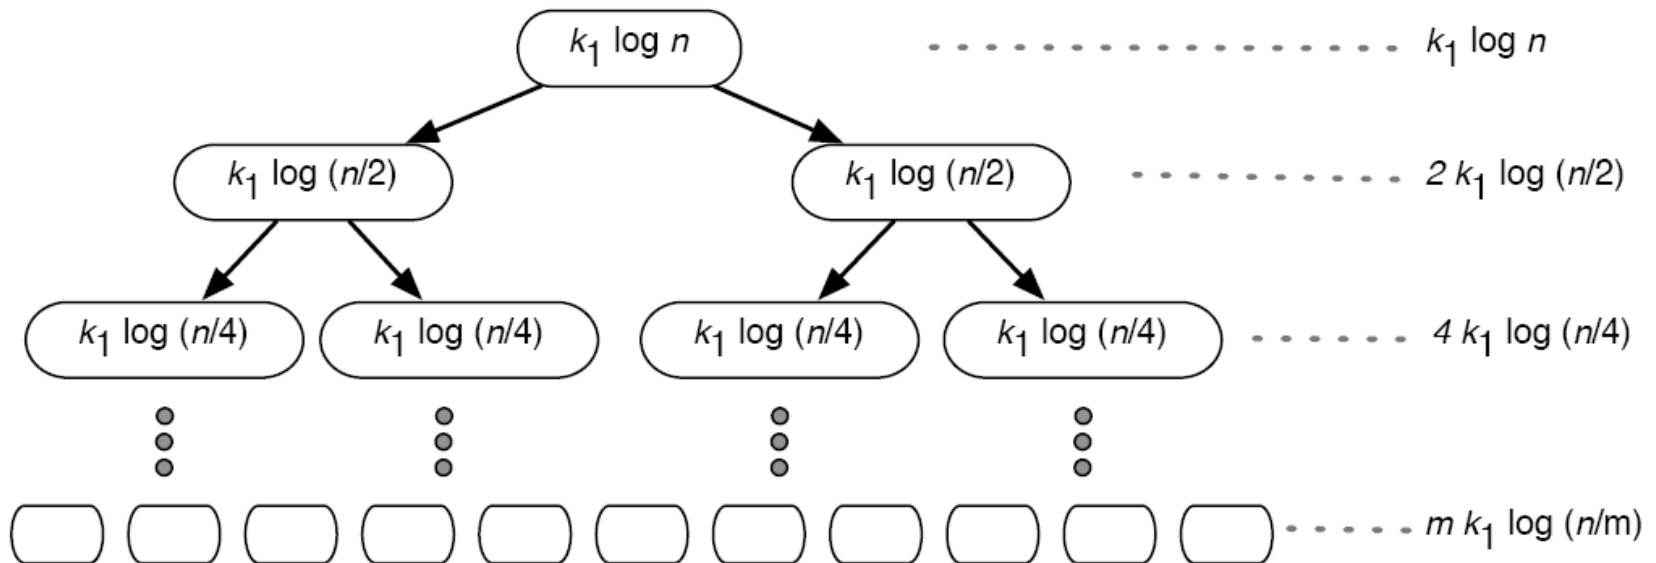 k₁ log n k₁ log n
k₁ log (n/2) k₁ log (n/2) 2 k₁ log (n/2)
k₁ log (n/4) k₁ log (n/4) k₁ log (n/4) k₁ log (n/4) 4 k₁ log (n/4)
m k₁ log (n/m)